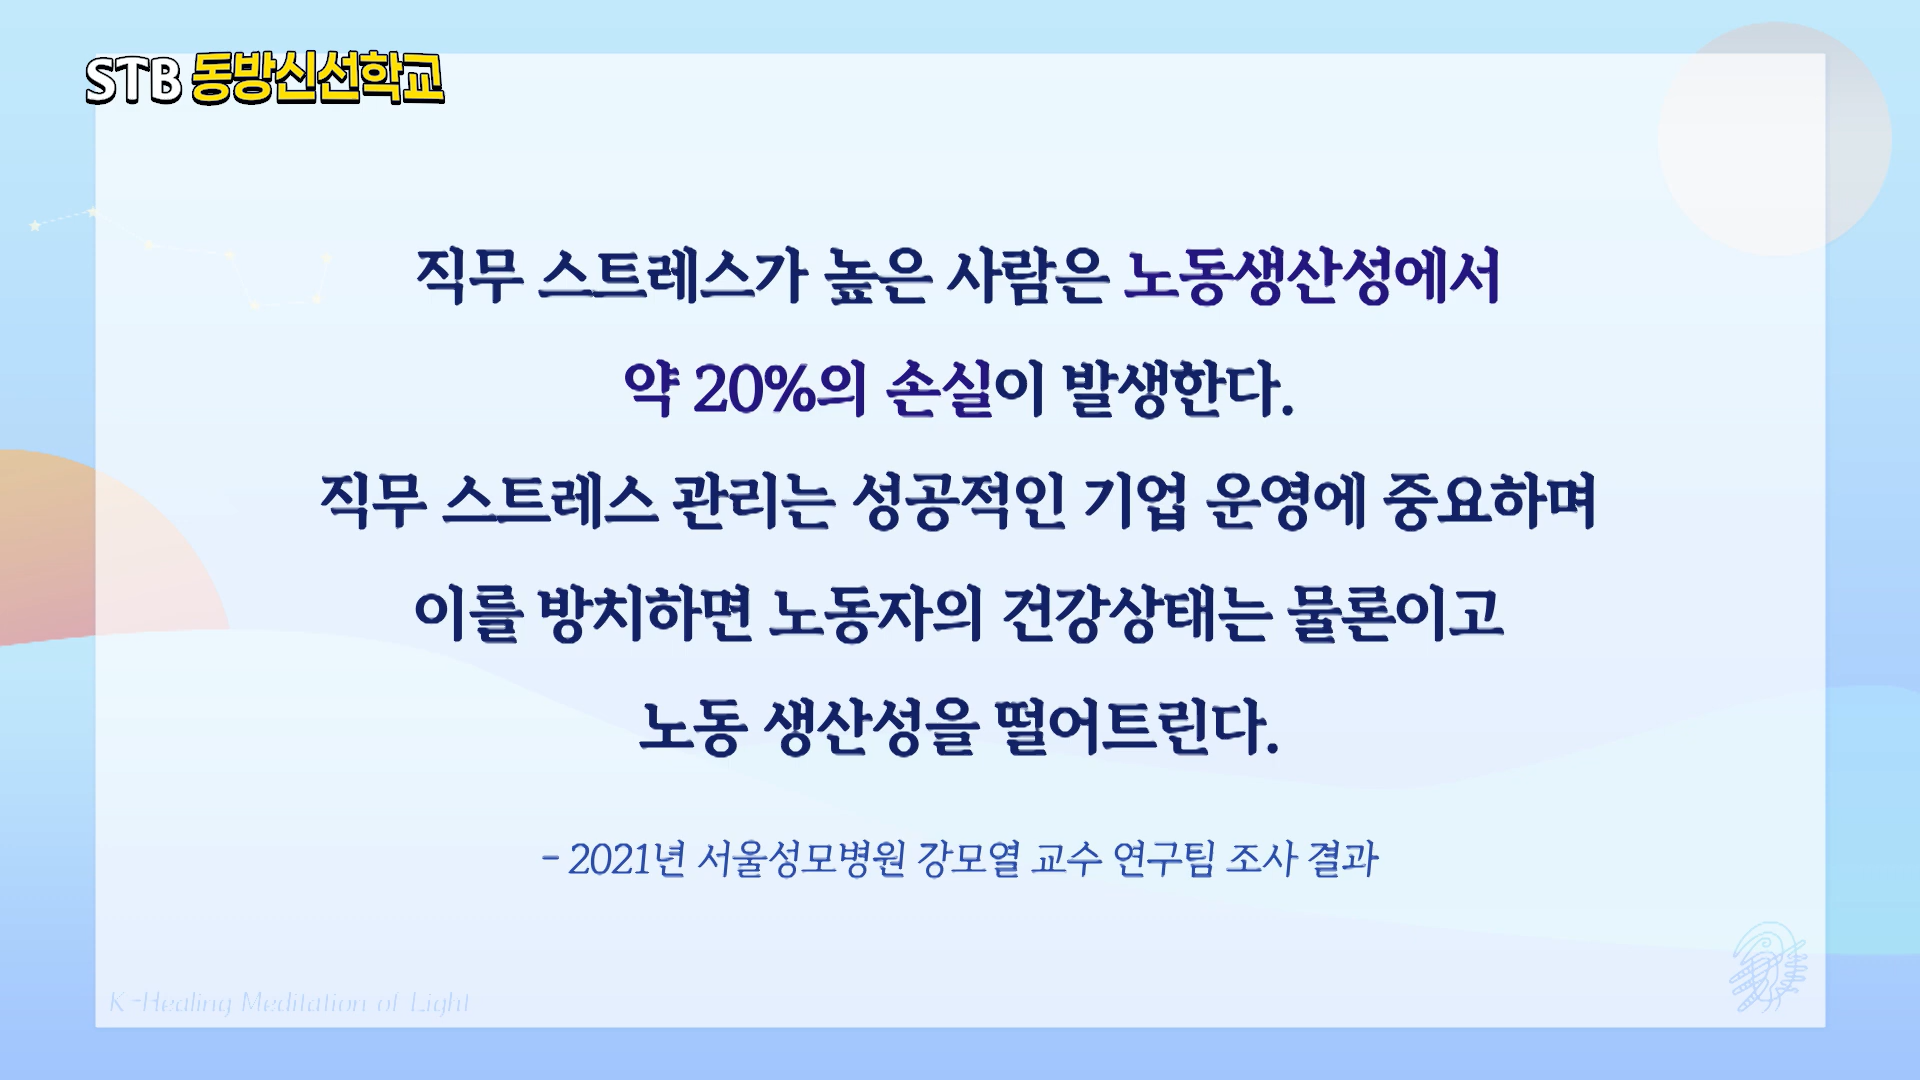 STB 동방신선학교
직무 스트레스가 높은 사람은 노동생산성에서
약 20%의 손실이 발생한다.
직무 스트레스 관리는 성공적인 기업 운영에 중요하며
이를 방치하면 노동자의 건강상태는 물론이고
노동 생산성을 떨어트린다.
- 2021년 서울성모병원 강모열 교수 연구팀 조사 결과
K-Healing Meditation of Light